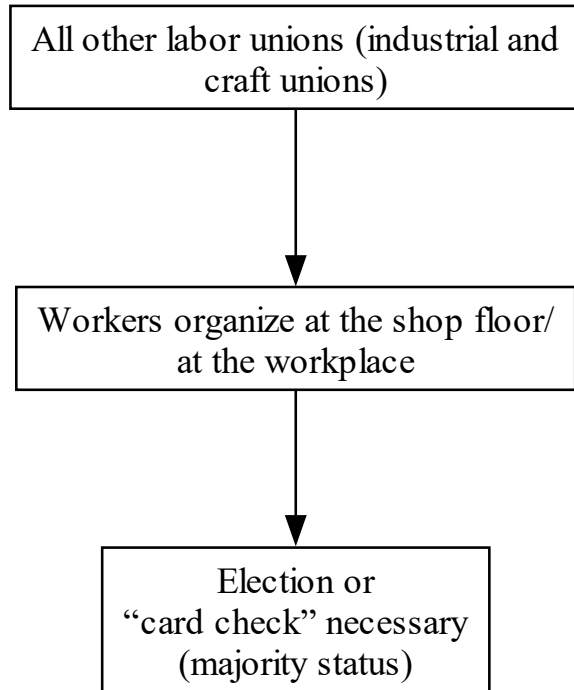 All other labor unions (industrial and
craft unions)
Workers organize at the shop floor/
at the workplace
Election or
“card check” necessary
(majority status)